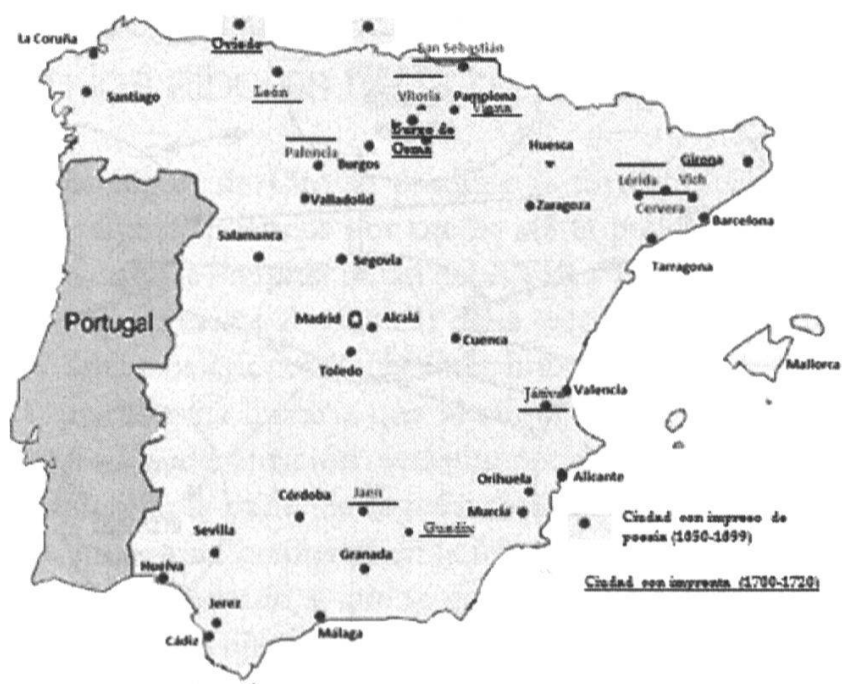 La Coruña
Oviedo
San Sebastián
Santiago
León
Vitoria
Pamplona
Viana
Burgo de
Osma
Palencia
Burgos
Huesca
Girona
Lérida
Vich
Valladolid
Zaragoza
Cervera
Barcelona
Salamanca
Segovia
Tarragona
Portugal
Madrid
Alcalá
Cuenca
Toledo
Mallorca
Játiva
Valencia
Orihuela
Alicante
Córdoba
Jaén
Murcia
Ciudad con impreso de
poesía (1650-1699)
Sevilla
Guadix
Huelva
Granada
Ciudad con imprenta (1700-1720)
Jerez
Cádiz
Málaga